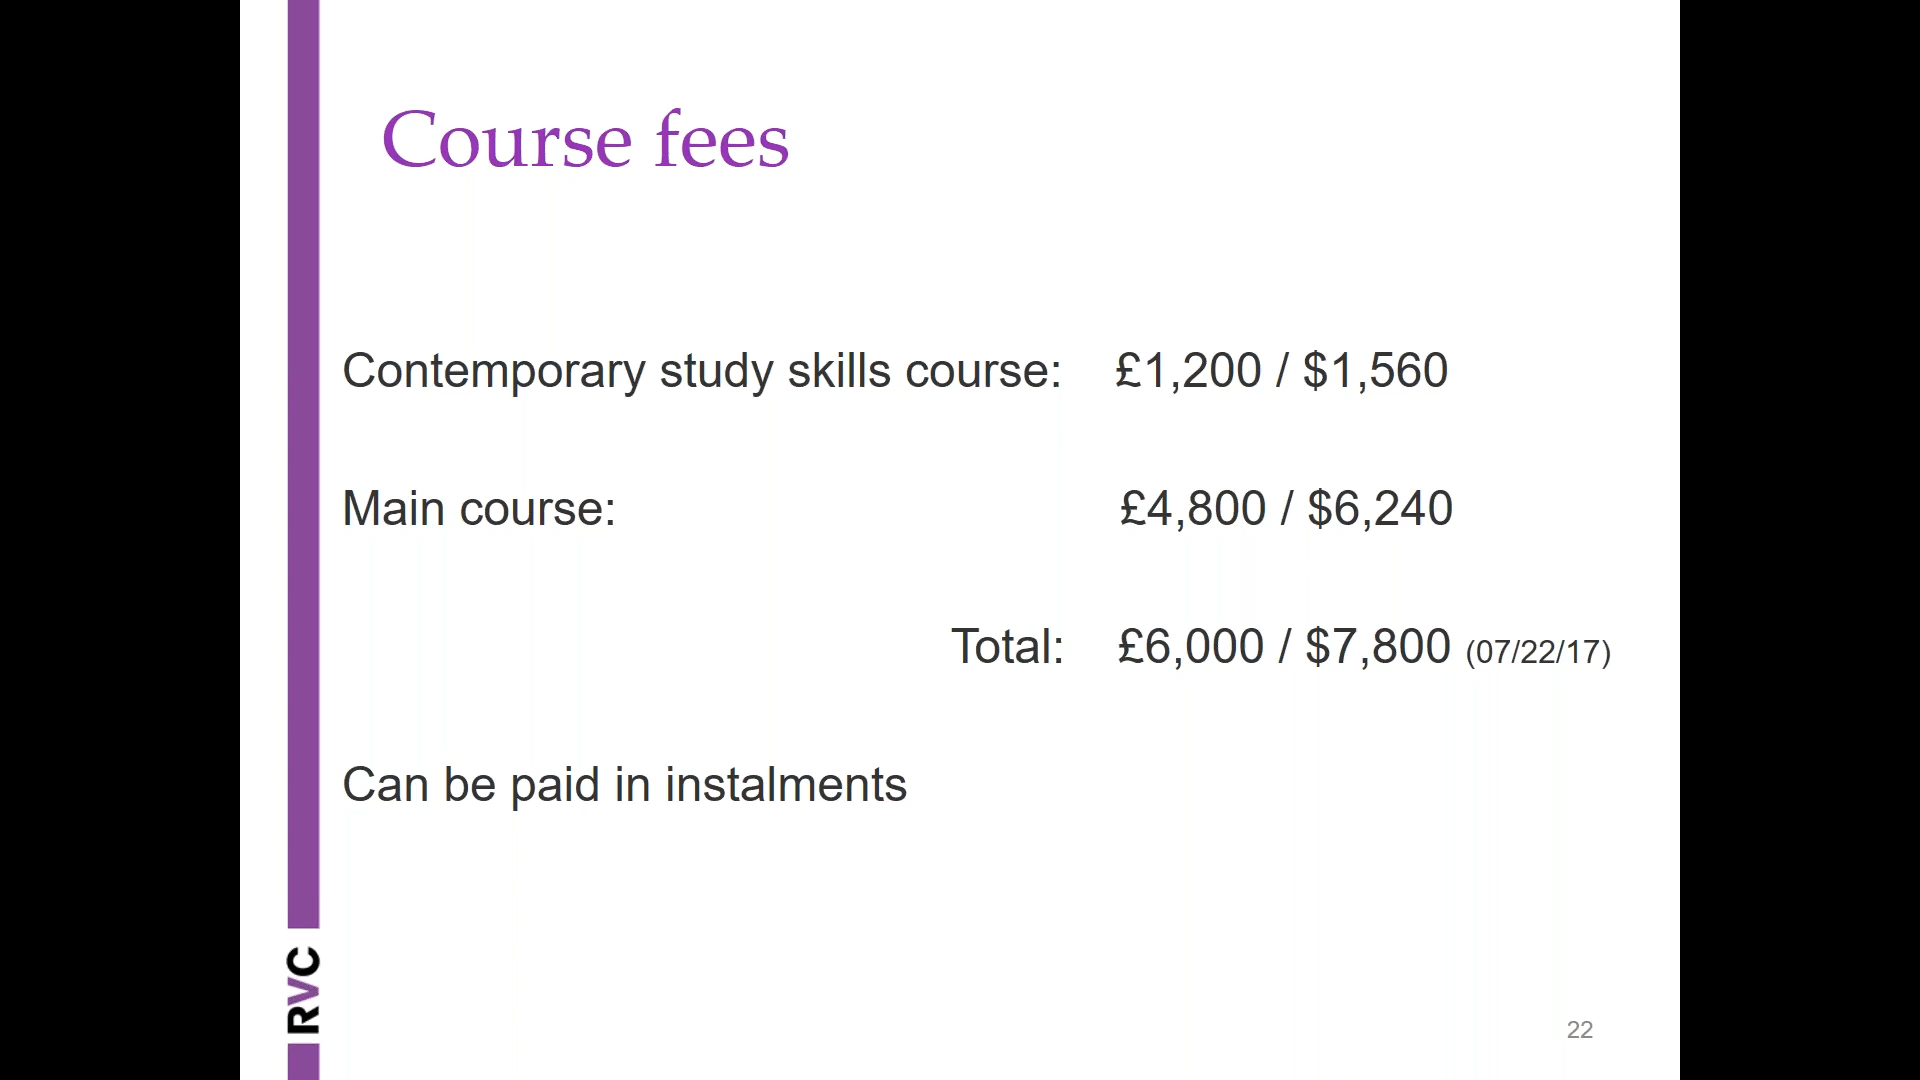 Course fees
Contemporary study skills course: £1,200 / $1,560
Main course: £4,800 / $6,240
Total: £6,000 / $7,800 (07/22/17)
Can be paid in instalments
RVC
22